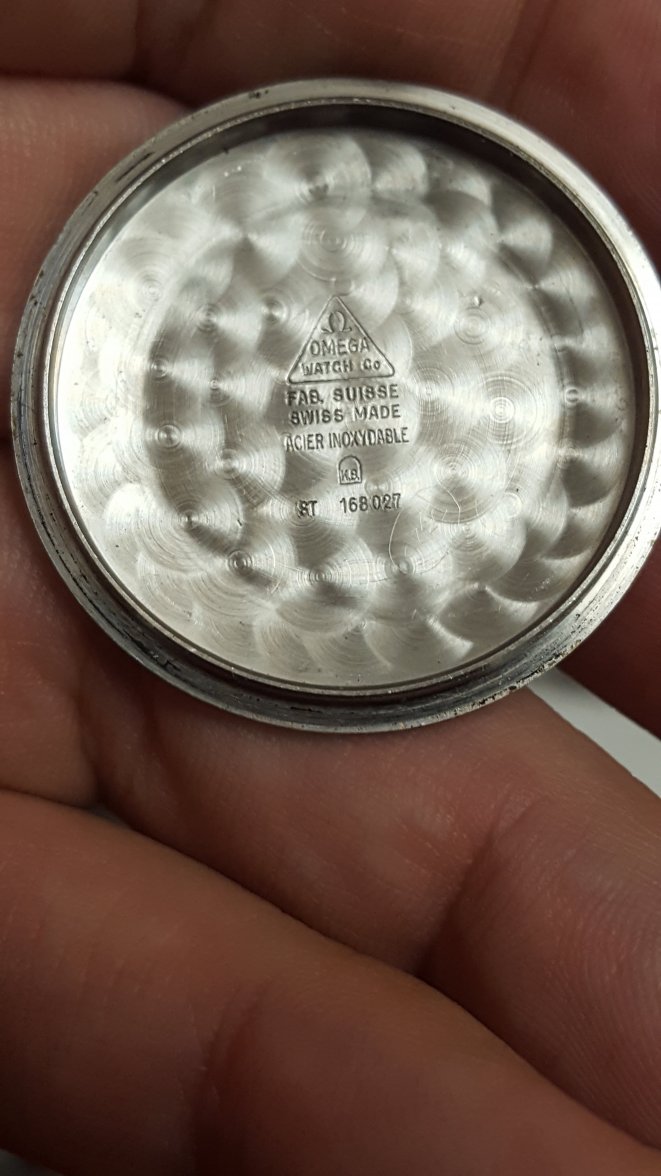 Ω
OMEGA
WATCH Co
FAB. SUISSE
SWISS MADE
ACIER INOXYDABLE
K.B.
ST 168027